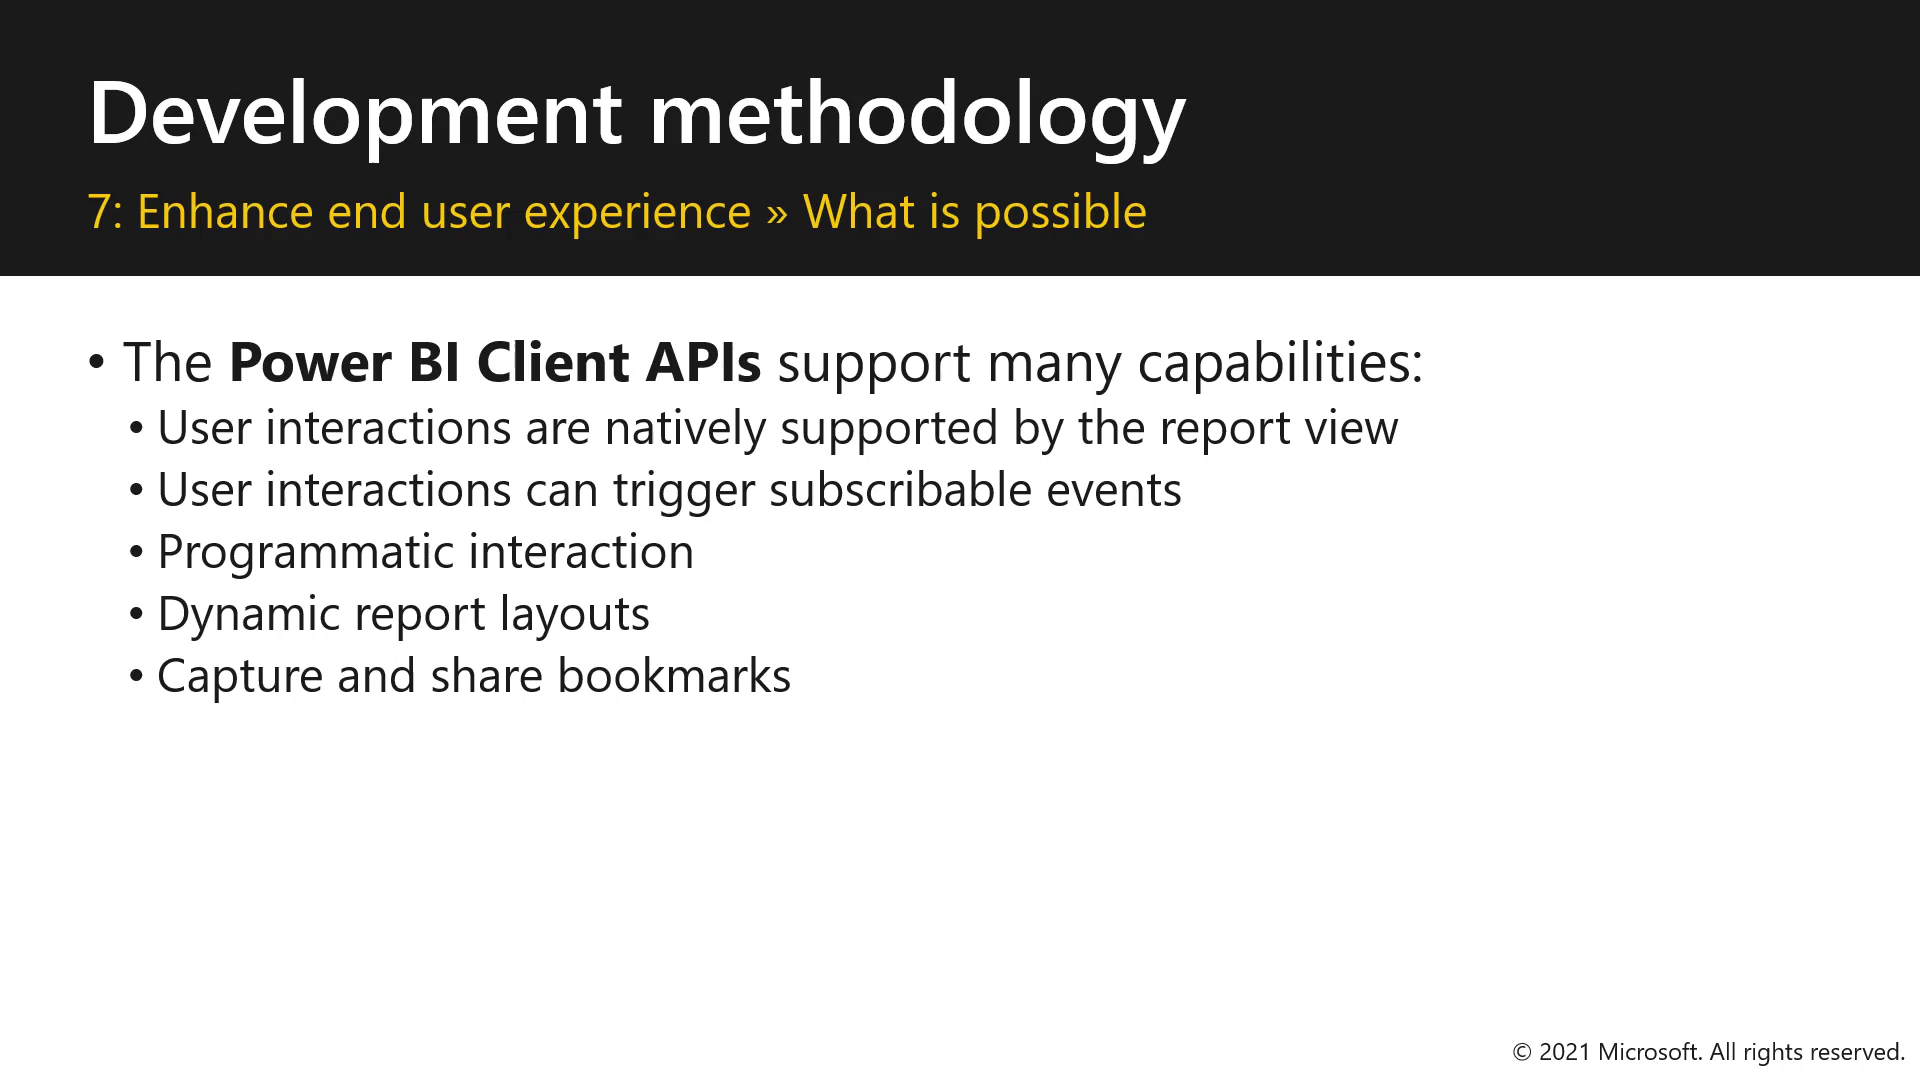 Development methodology
7: Enhance end user experience » What is possible
• The Power BI Client APIs support many capabilities:
• User interactions are natively supported by the report view
• User interactions can trigger subscribable events
• Programmatic interaction
• Dynamic report layouts
• Capture and share bookmarks
© 2021 Microsoft. All rights reserved.